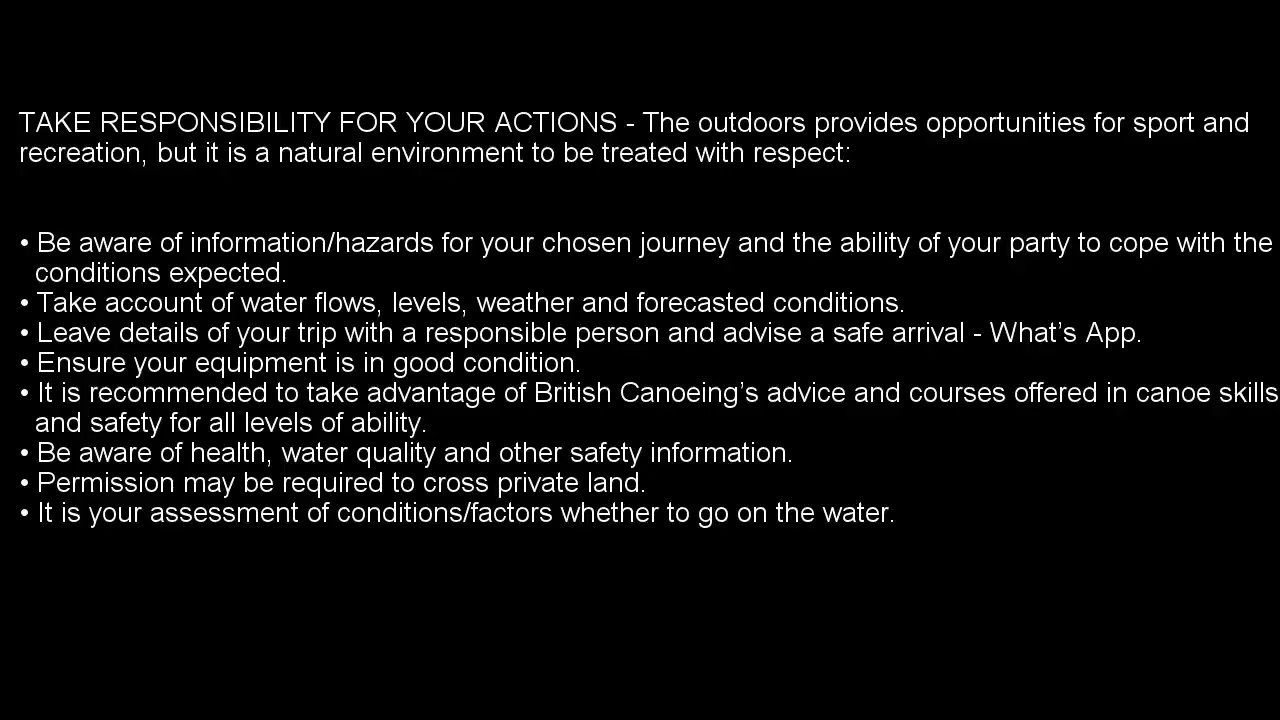 TAKE RESPONSIBILITY FOR YOUR ACTIONS - The outdoors provides opportunities for sport and
recreation, but it is a natural environment to be treated with respect:
• Be aware of information/hazards for your chosen journey and the ability of your party to cope with the
conditions expected.
• Take account of water flows, levels, weather and forecasted conditions.
• Leave details of your trip with a responsible person and advise a safe arrival - What’s App.
• Ensure your equipment is in good condition.
• It is recommended to take advantage of British Canoeing’s advice and courses offered in canoe skills
and safety for all levels of ability.
• Be aware of health, water quality and other safety information.
• Permission may be required to cross private land.
• It is your assessment of conditions/factors whether to go on the water.